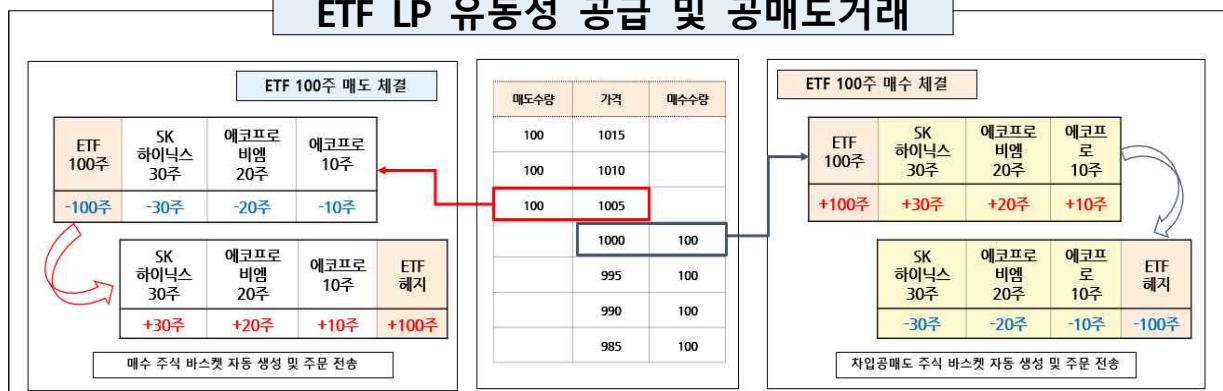 ETF LP 유동성 공급 및 공매도거래
ETF 100주 매도 체결
ETF
100주
SK
하이닉스
30주
에코프로
비엠
20주
에코프로
10주
-100주 -30주 -20주 -10주
SK
하이닉스
30주
에코프로
비엠
20주
에코프로
10주
ETF
헤지
+30주 +20주 +10주 +100주
매수 주식 바스켓 자동 생성 및 주문 전송
매도수량 가격 매수수량
100 1015
100 1010
100 1005
1000 100
995 100
990 100
985 100
ETF 100주 매수 체결
ETF
100주
SK
하이닉스
30주
에코프로
비엠
20주
에코프
로
10주
+100주 +30주 +20주 +10주
SK
하이닉스
30주
에코프로
비엠
20주
에코프
로
10주
ETF
헤지
-30주 -20주 -10주 -100주
차입공매도 주식 바스켓 자동 생성 및 주문 전송